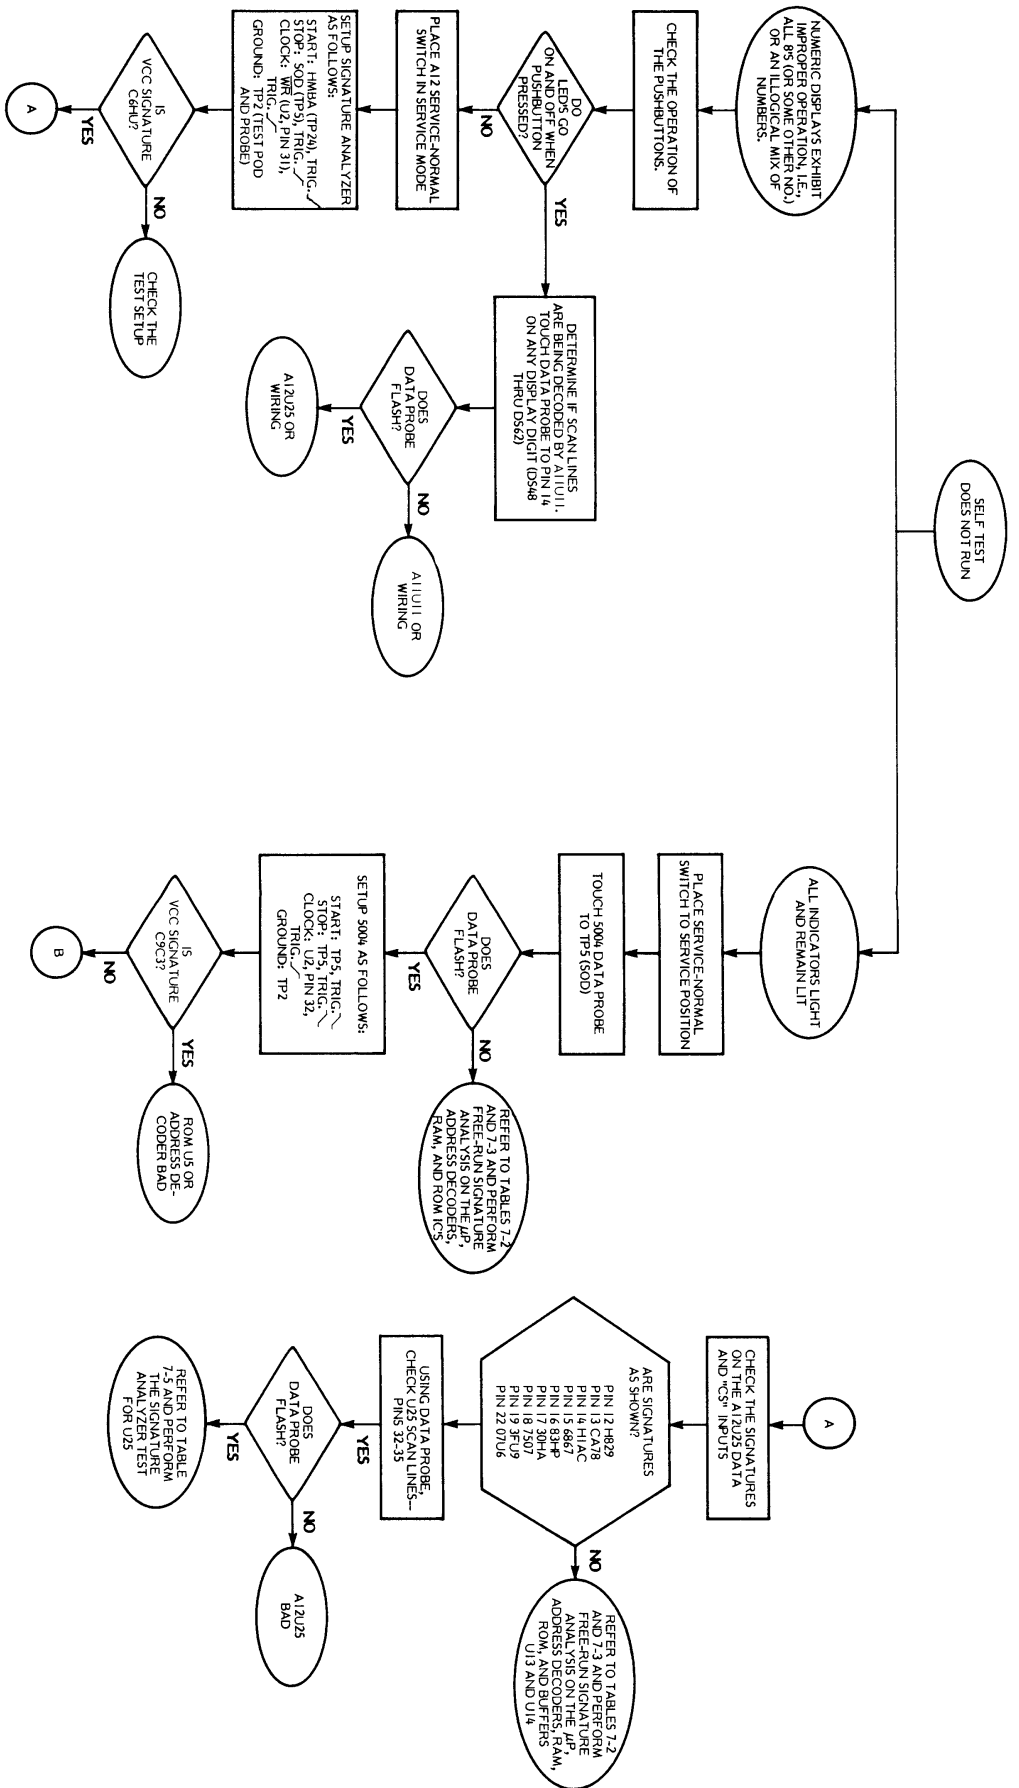 SELF TEST
DOES NOT RUN
NUMERIC DISPLAYS EXHIBIT
IMPROPER OPERATION, I.E.,
ALL 8'S (OR SOME OTHER NO.)
OR AN ILLOGICAL MIX OF
NUMBERS.
CHECK THE OPERATION OF
THE PUSHBUTTONS.
DO
LED'S GO
ON AND OFF WHEN
PUSHBUTTON
PRESSED?
YES
NO
DETERMINE IF SCAN LINES
ARE BEING DECODED BY A11U11.
TOUCH DATA PROBE TO PIN 14
ON ANY DISPLAY DIGIT (DS48
THRU DS62)
DOES
DATA PROBE
FLASH?
NO
A11U11 OR
WIRING
YES
A12U25 OR
WIRING
PLACE A12 SERVICE-NORMAL
SWITCH IN SERVICE MODE
SETUP SIGNATURE ANALYZER
AS FOLLOWS:
START: HMBA (TP24), TRIG.
STOP: SOD (TP5), TRIG.
CLOCK: WR (U2, PIN 31),
TRIG.
GROUND: TP2 (TEST POD
AND PROBE)
IS
VCC SIGNATURE
C6HU?
NO
CHECK THE
TEST SETUP
YES
A
ALL INDICATORS LIGHT
AND REMAIN LIT
PLACE SERVICE-NORMAL
SWITCH TO SERVICE POSITION
TOUCH 5004 DATA PROBE
TO TP5 (SOD)
DOES
DATA PROBE
FLASH?
NO
REFER TO TABLES 7-2
AND 7-3 AND PERFORM
FREE-RUN SIGNATURE
ANALYSIS ON THE μP,
ADDRESS DECODERS,
RAM, AND ROM IC'S
YES
SETUP 5004 AS FOLLOWS:
START: TP5, TRIG.
STOP: TP5, TRIG.
CLOCK: U2, PIN 32,
TRIG.
GROUND: TP2
IS
VCC SIGNATURE
C9C3?
YES
ROM U5 OR
ADDRESS DE-
CODER BAD
NO
B
A
CHECK THE SIGNATURES
ON THE A12U25 DATA
AND "CS" INPUTS
ARE SIGNATURES
AS SHOWN?
PIN 12 H829
PIN 13 CA78
PIN 14 H1AC
PIN 15 6867
PIN 16 83HP
PIN 17 30HA
PIN 18 7507
PIN 19 3FU9
PIN 22 07U6
NO
REFER TO TABLES 7-2
AND 7-3 AND PERFORM
FREE-RUN SIGNATURE
ANALYSIS ON THE μP,
ADDRESS DECODERS, RAM,
ROM, AND BUFFERS
U13 AND U14
USING DATA PROBE,
CHECK U25 SCAN LINES--
PINS 32-35
DOES
DATA PROBE
FLASH?
NO
A12U25
BAD
YES
REFER TO TABLE
7-5 AND PERFORM
THE SIGNATURE
ANALYZER TEST
FOR U25